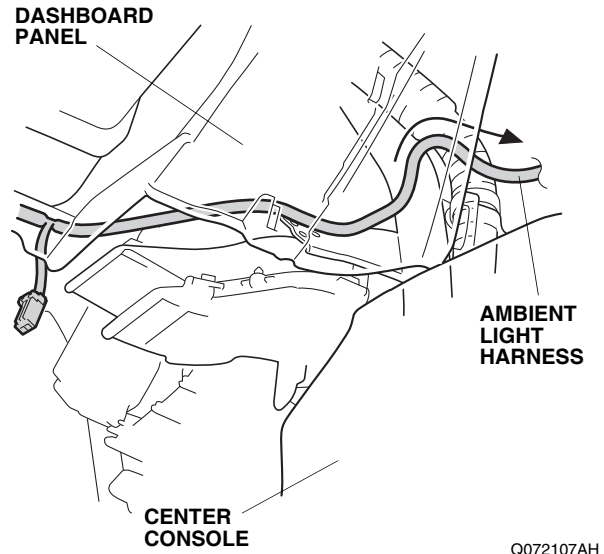 DASHBOARD
PANEL
AMBIENT
LIGHT
HARNESS
CENTER
CONSOLE
Q072107AH